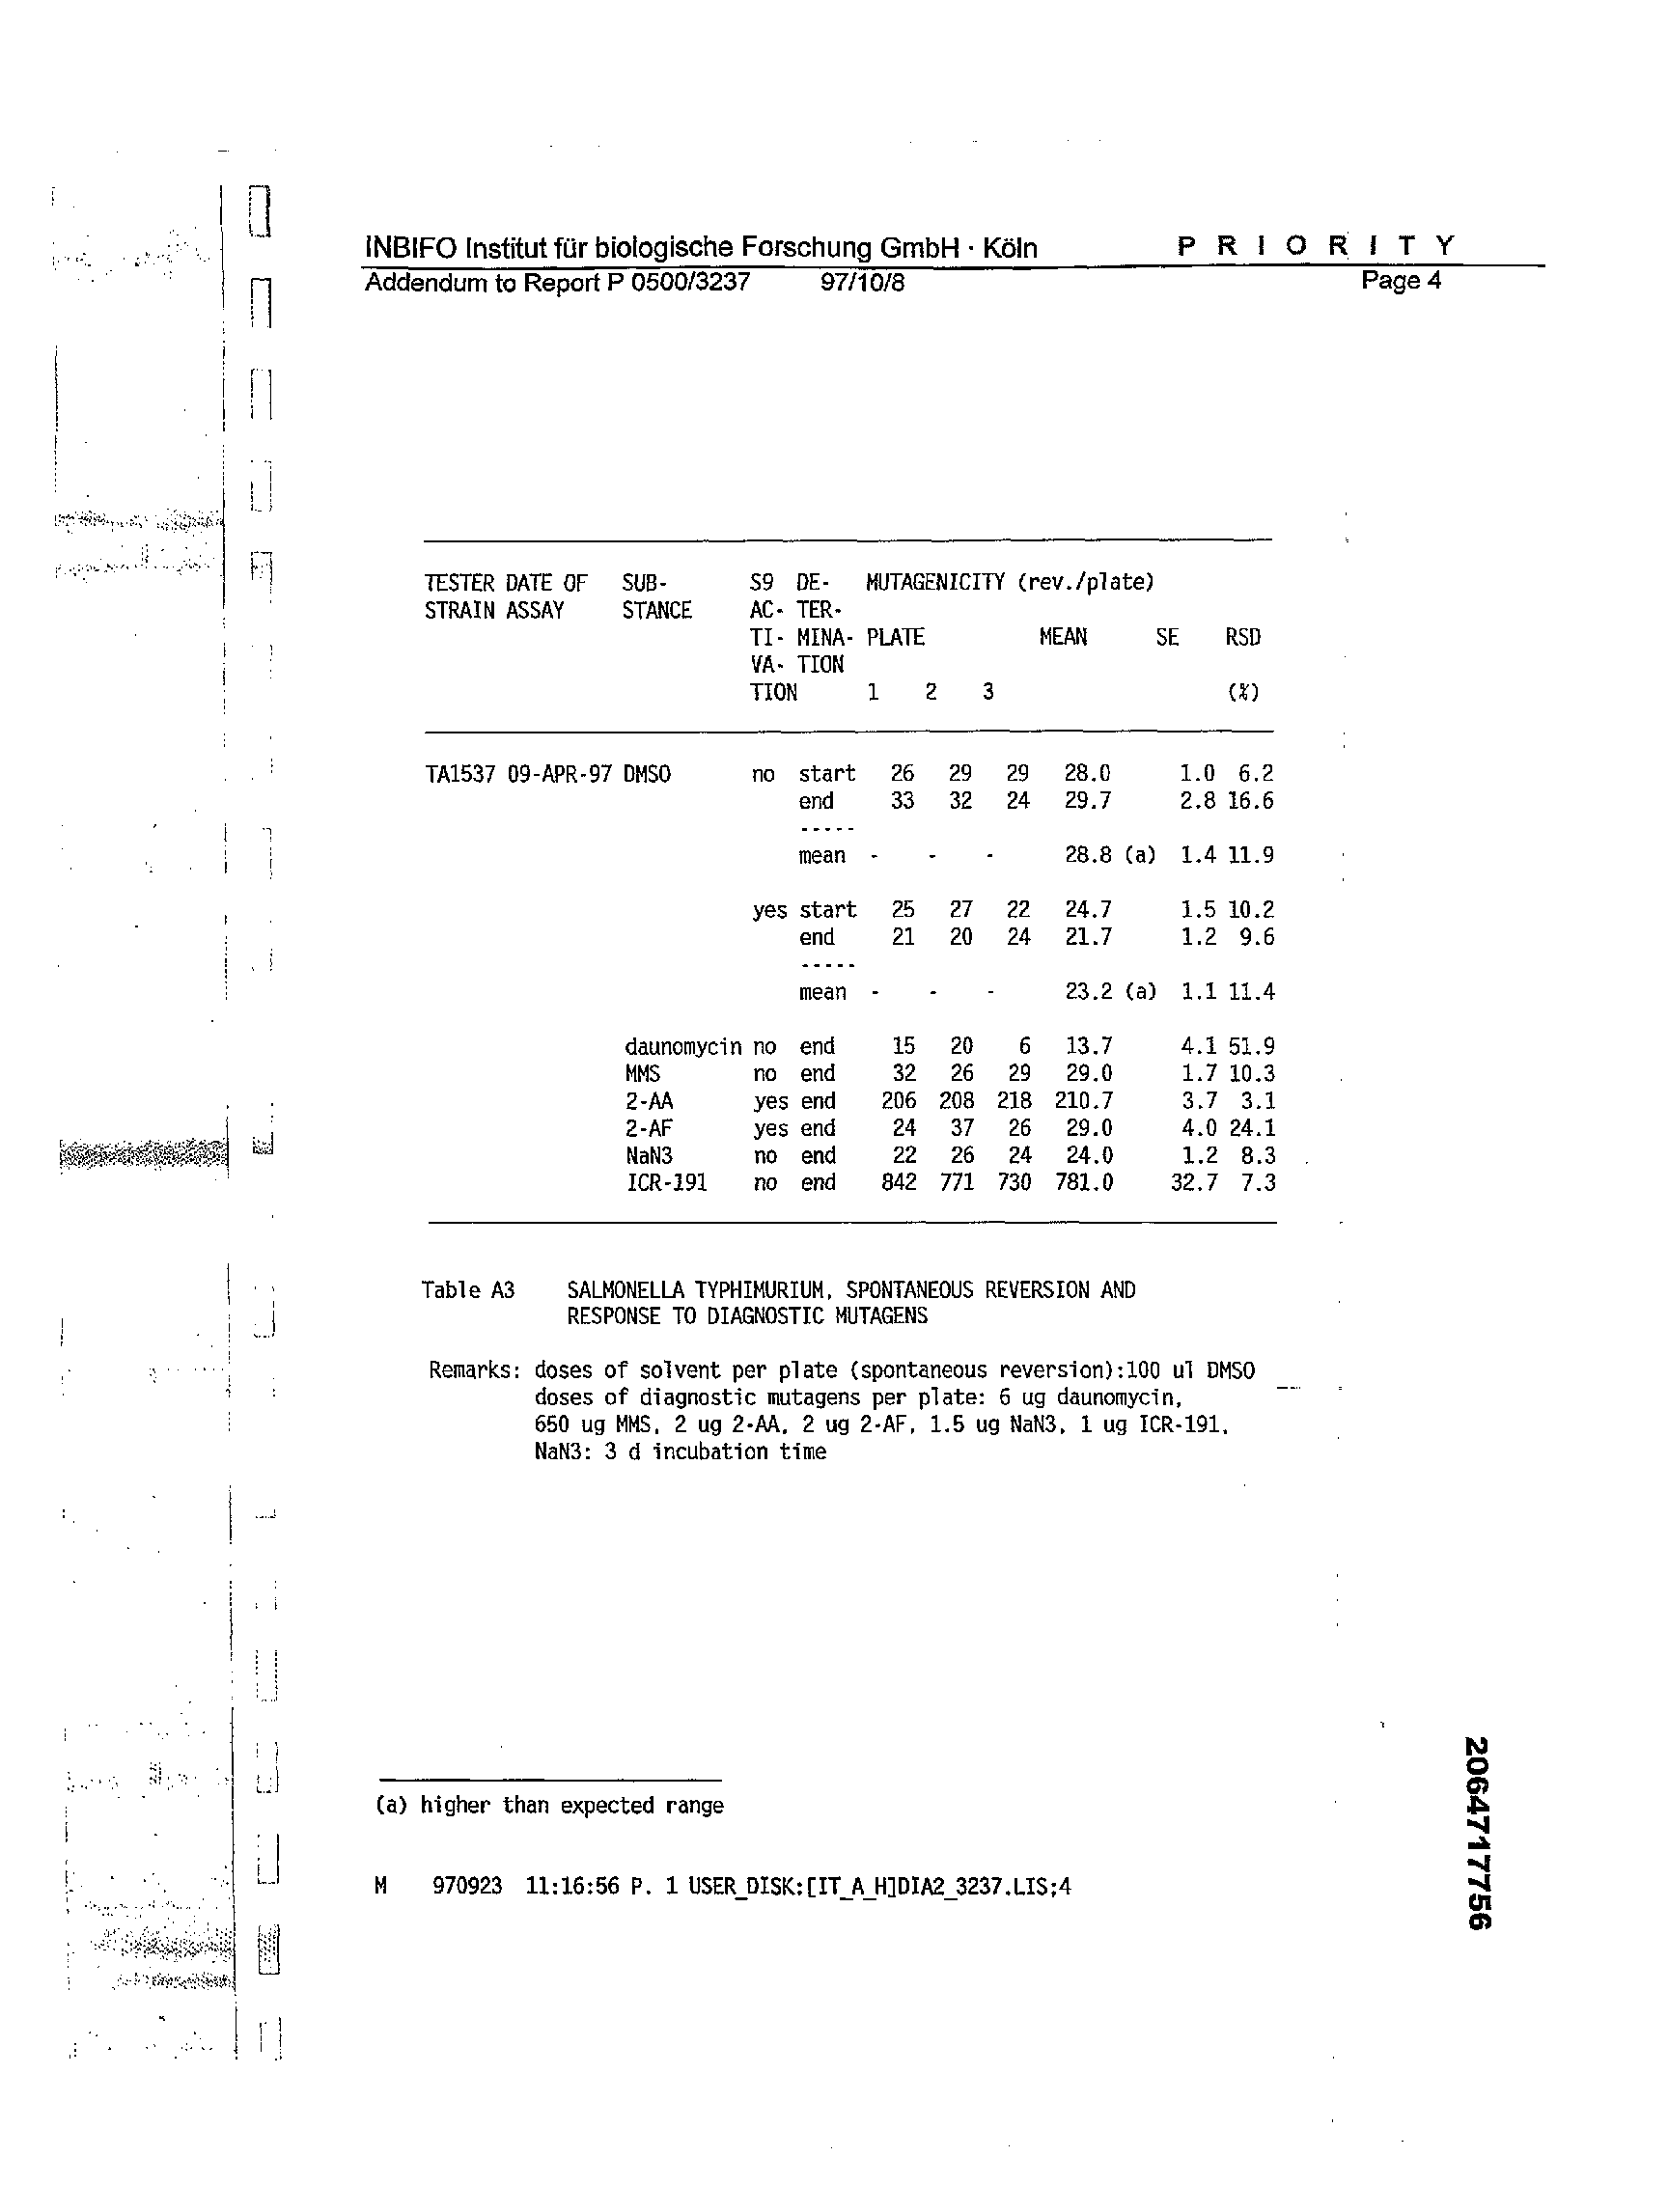 INBIFO Institut für biologische Forschung GmbH · Köln P R I O R I T Y
Addendum to Report P 0500/3237 97/10/8 Page 4
TESTER DATE OF SUB- S9 DE- MUTAGENICITY (rev./plate)
STRAIN ASSAY STANCE AC- TER-
TI- MINA- PLATE MEAN SE RSD
VA- TION
TION 1 2 3 (%)
TA1537 09-APR-97 DMSO no start 26 29 29 28.0 1.0 6.2
end 33 32 24 29.7 2.8 16.6
-----
mean - - - 28.8 (a) 1.4 11.9
yes start 25 27 22 24.7 1.5 10.2
end 21 20 24 21.7 1.2 9.6
-----
mean - - - 23.2 (a) 1.1 11.4
daunomycin no end 15 20 6 13.7 4.1 51.9
MMS no end 32 26 29 29.0 1.7 10.3
2-AA yes end 206 208 218 210.7 3.7 3.1
2-AF yes end 24 37 26 29.0 4.0 24.1
NaN3 no end 22 26 24 24.0 1.2 8.3
ICR-191 no end 842 771 730 781.0 32.7 7.3
Table A3 SALMONELLA TYPHIMURIUM, SPONTANEOUS REVERSION AND
RESPONSE TO DIAGNOSTIC MUTAGENS
Remarks: doses of solvent per plate (spontaneous reversion):100 ul DMSO
doses of diagnostic mutagens per plate: 6 ug daunomycin,
650 ug MMS, 2 ug 2-AA, 2 ug 2-AF, 1.5 ug NaN3, 1 ug ICR-191,
NaN3: 3 d incubation time
(a) higher than expected range
M 970923 11:16:56 P. 1 USER_DISK:[IT_A_H]DIA2_3237.LIS;4
2064717756